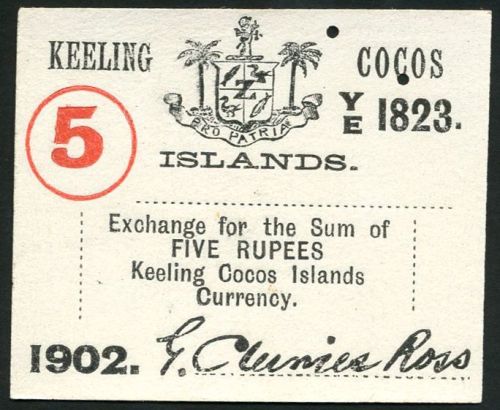 KEELING COCOS
5
PRO PATRIA
YE 1823.
ISLANDS.
Exchange for the Sum of
FIVE RUPEES
Keeling Cocos Islands
Currency.
1902. G. Clunies Ross